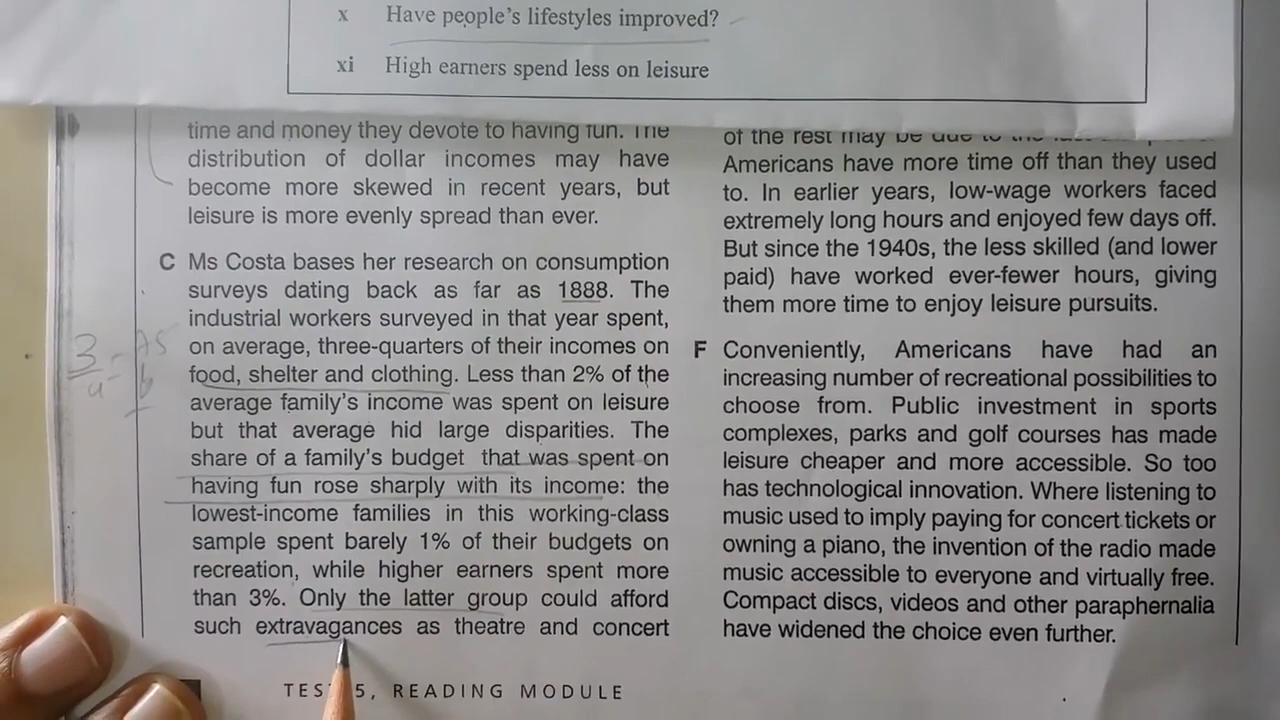 x Have people's lifestyles improved?
xi High earners spend less on leisure
time and money they devote to having fun. The
distribution of dollar incomes may have
become more skewed in recent years, but
leisure is more evenly spread than ever.
C Ms Costa bases her research on consumption
surveys dating back as far as 1888. The
industrial workers surveyed in that year spent,
on average, three-quarters of their incomes on
food, shelter and clothing. Less than 2% of the
average family's income was spent on leisure
but that average hid large disparities. The
share of a family's budget that was spent on
having fun rose sharply with its income: the
lowest-income families in this working-class
sample spent barely 1% of their budgets on
recreation, while higher earners spent more
than 3%. Only the latter group could afford
such extravagances as theatre and concert
3/4 =
of the rest may be due to the
Americans have more time off than they used
to. In earlier years, low-wage workers faced
extremely long hours and enjoyed few days off.
But since the 1940s, the less skilled (and lower
paid) have worked ever-fewer hours, giving
them more time to enjoy leisure pursuits.
F Conveniently, Americans have had an
increasing number of recreational possibilities to
choose from. Public investment in sports
complexes, parks and golf courses has made
leisure cheaper and more accessible. So too
has technological innovation. Where listening to
music used to imply paying for concert tickets or
owning a piano, the invention of the radio made
music accessible to everyone and virtually free.
Compact discs, videos and other paraphernalia
have widened the choice even further.
TES 5, READING MODULE